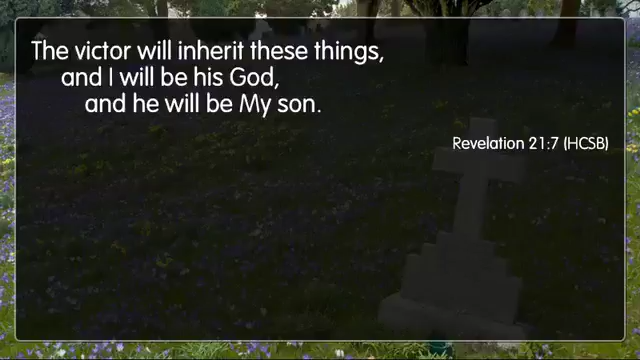 The victor will inherit these things,
and I will be his God,
and he will be My son.
Revelation 21:7 (HCSB)